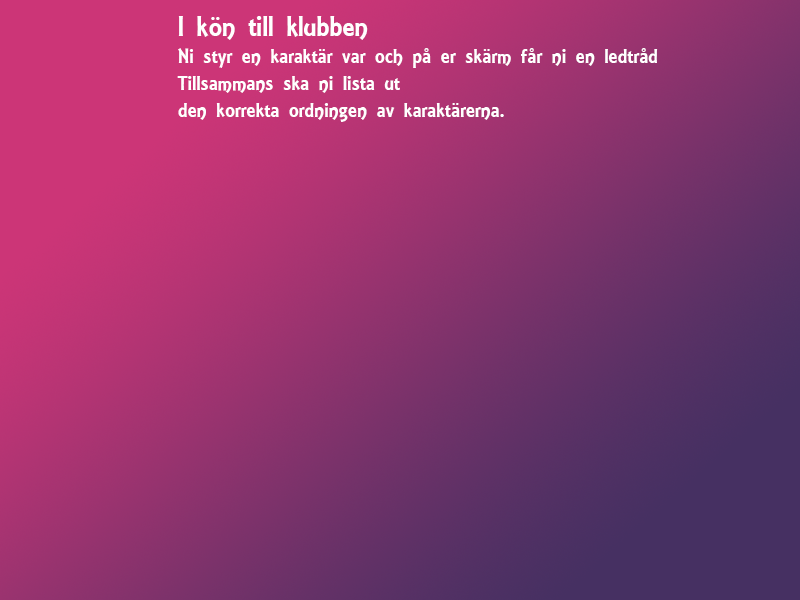 I kön till klubben
Ni styr en karaktär var och på er skärm får ni en ledtråd
Tillsammans ska ni lista ut
den korrekta ordningen av karaktärerna.